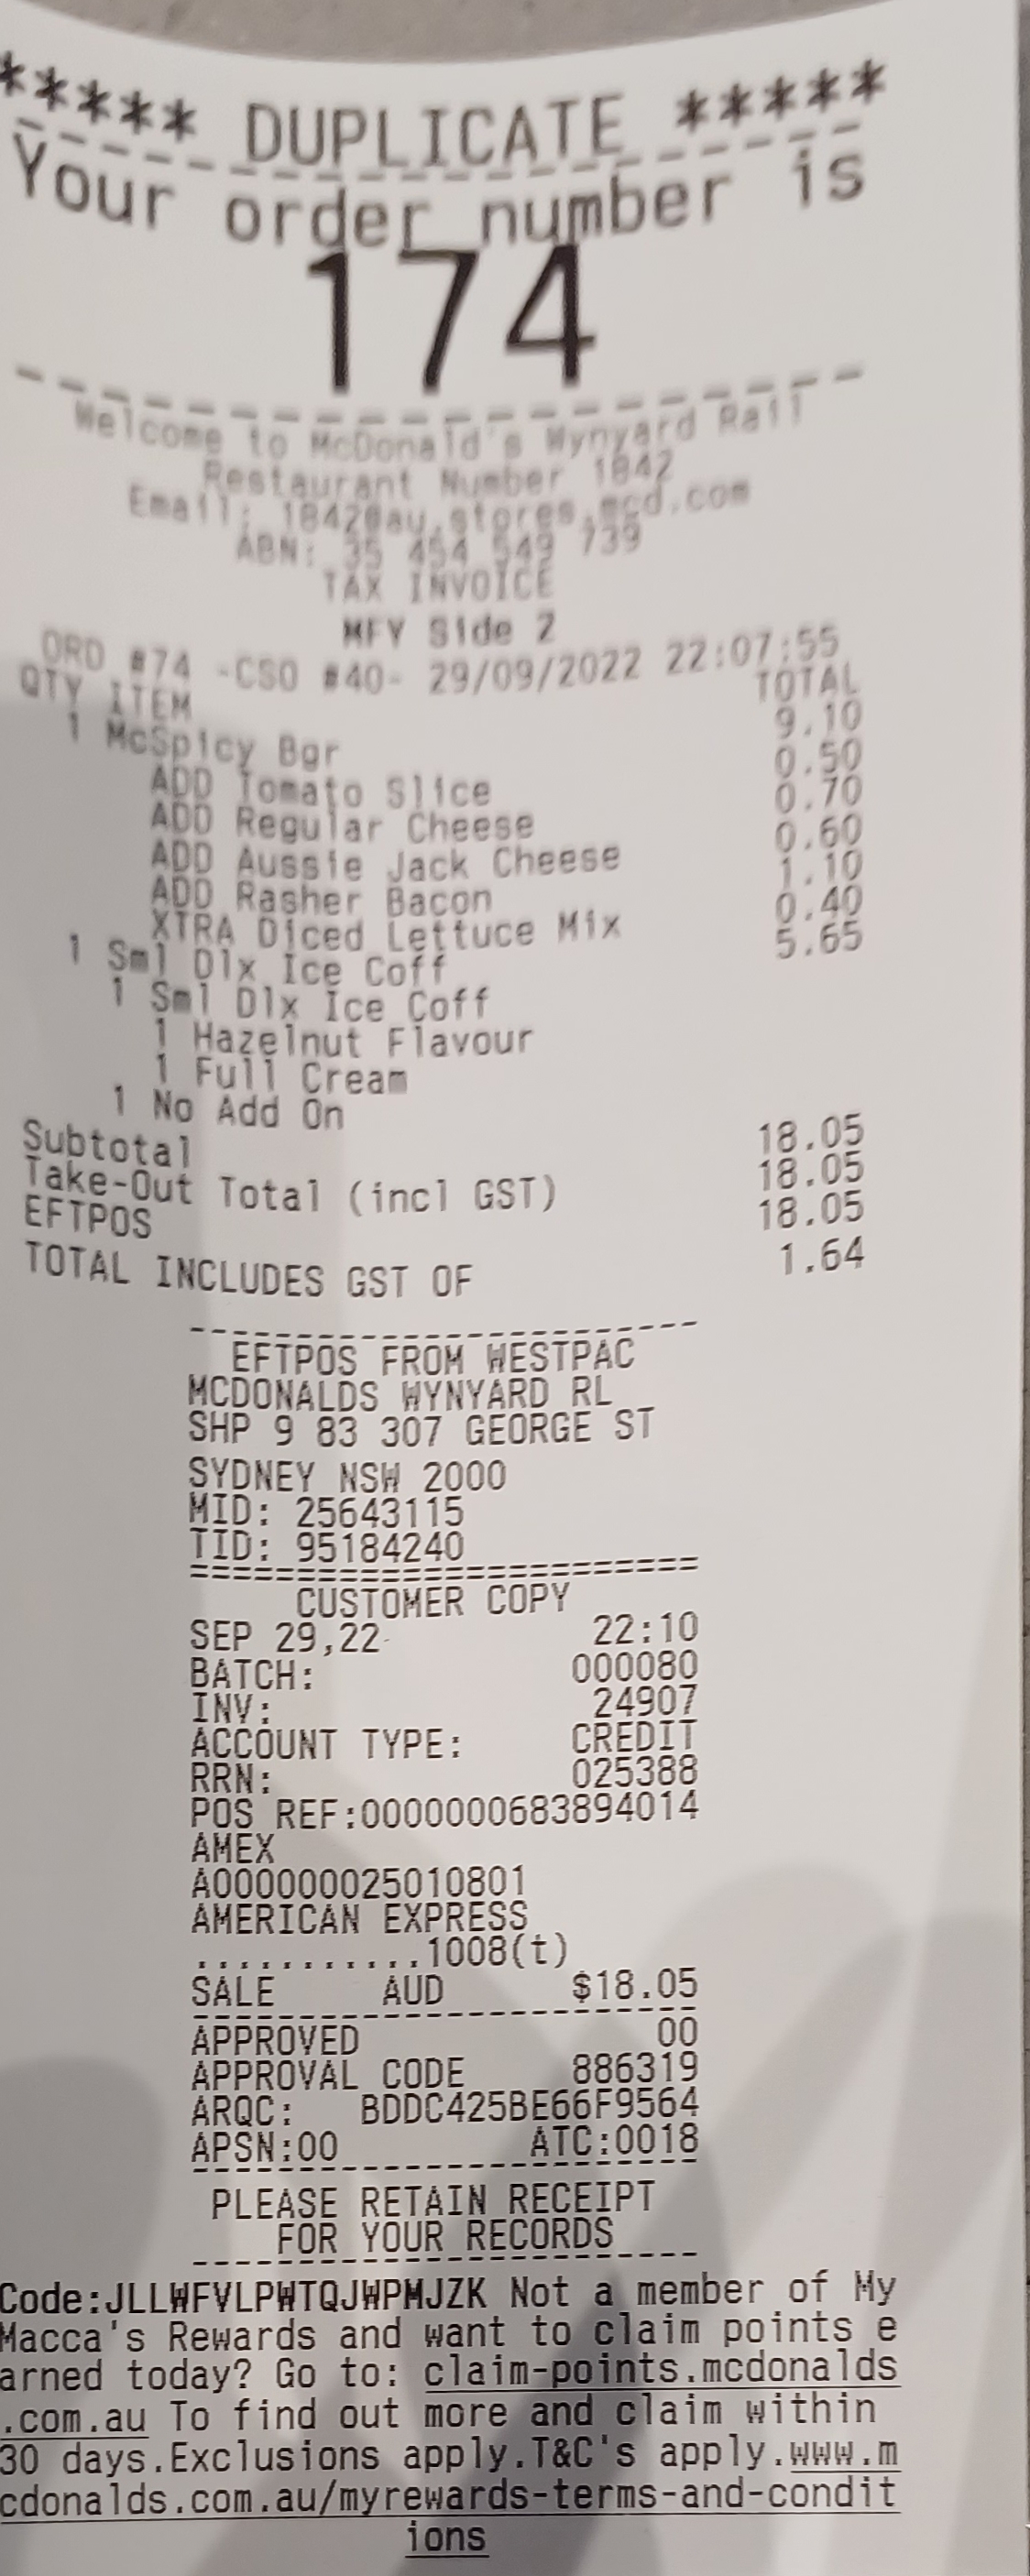 ***** DUPLICATE *****
Your order number is
174
Welcome to McDonald's Wynyard Rail
Restaurant Number 1842
Email: 1842@au.stores.mcd.com
ABN: 35 454 549 739
TAX INVOICE
MFY Side 2
ORD #74 -CSO #40- 29/09/2022 22:07:55
QTY ITEM TOTAL
1 McSpicy Bgr 9.10
ADD Tomato Slice 0.50
ADD Regular Cheese 0.70
ADD Aussie Jack Cheese 0.60
ADD Rasher Bacon 1.10
XTRA Diced Lettuce Mix 0.40
1 Sml Dlx Ice Coff 5.65
1 Sml Dlx Ice Coff
1 Hazelnut Flavour
1 Full Cream
1 No Add On
Subtotal 18.05
Take-Out Total (incl GST) 18.05
EFTPOS 18.05
TOTAL INCLUDES GST OF 1.64
EFTPOS FROM WESTPAC
MCDONALDS WYNYARD RL
SHP 9 83 307 GEORGE ST
SYDNEY NSW 2000
MID: 25643115
TID: 95184240
=======================
CUSTOMER COPY
SEP 29,22 22:10
BATCH: 000080
INV: 24907
ACCOUNT TYPE: CREDIT
RRN: 025388
POS REF:0000000683894014
AMEX
A000000025010801
AMERICAN EXPRESS
...........1008(t)
SALE AUD $18.05
APPROVED 00
APPROVAL CODE 886319
ARQC: BDDC425BE66F9564
APSN:00 ATC:0018
PLEASE RETAIN RECEIPT
FOR YOUR RECORDS
Code:JLLWFVLPWTQJWPMJZK Not a member of My
Macca's Rewards and want to claim points e
arned today? Go to: claim-points.mcdonalds
.com.au To find out more and claim within
30 days.Exclusions apply.T&C's apply.www.m
cdonalds.com.au/myrewards-terms-and-condit
ions